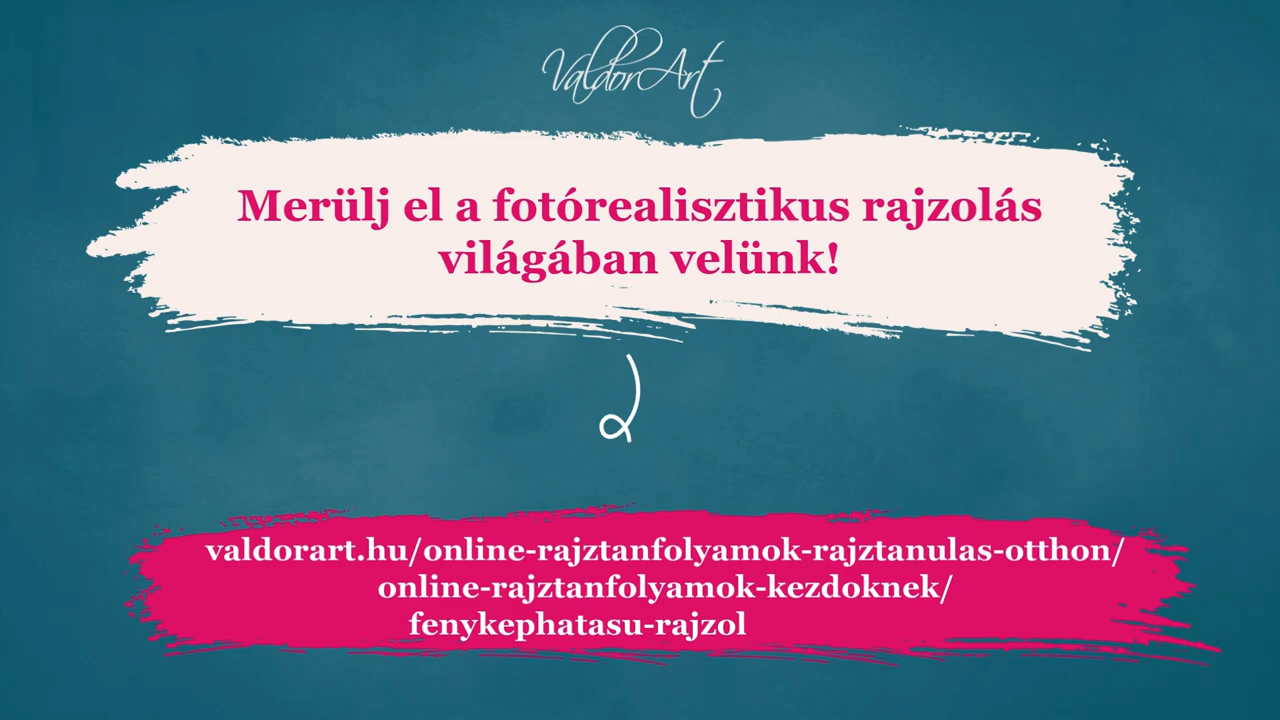 ValdorArt
Merülj el a fotórealisztikus rajzolás
világában velünk!
valdorart.hu/online-rajztanfolyamok-rajztanulas-otthon/
online-rajztanfolyamok-kezdoknek/
fenykephatasu-rajzol